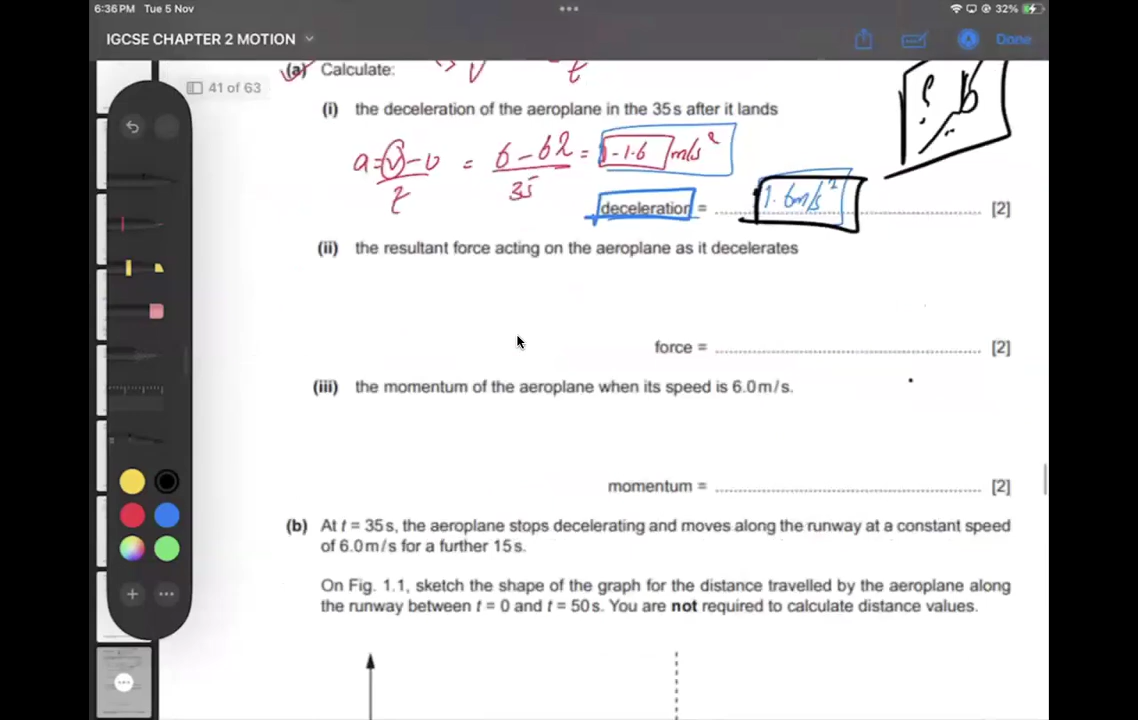 6:36 PM Tue 5 Nov
32%
IGCSE CHAPTER 2 MOTION
Done
41 of 63
(a) Calculate:
(i) the deceleration of the aeroplane in the 35 s after it lands
a = v - u / t = 6 - 62 / 35 = -1.6 m/s²
deceleration = 1.6m/s² [2]
(ii) the resultant force acting on the aeroplane as it decelerates
force = [2]
(iii) the momentum of the aeroplane when its speed is 6.0 m/s.
momentum = [2]
(b) At t = 35 s, the aeroplane stops decelerating and moves along the runway at a constant speed
of 6.0 m/s for a further 15 s.
On Fig. 1.1, sketch the shape of the graph for the distance travelled by the aeroplane along
the runway between t = 0 and t = 50 s. You are not required to calculate distance values.